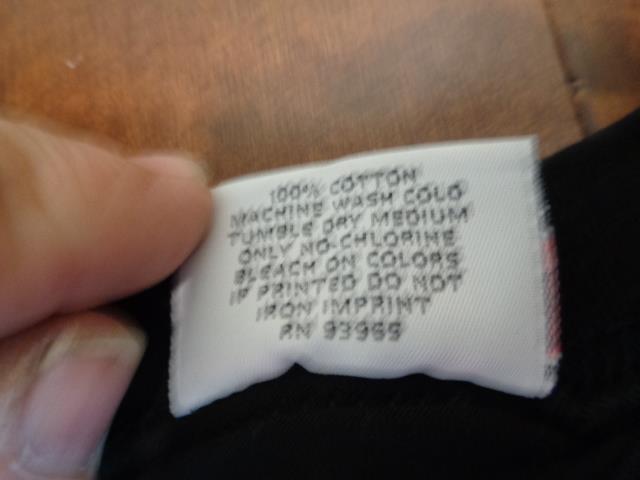 100% COTTON
MACHINE WASH COLD
TUMBLE DRY MEDIUM
ONLY NO-CHLORINE
BLEACH ON COLORS
IF PRINTED DO NOT
IRON IMPRINT
RN